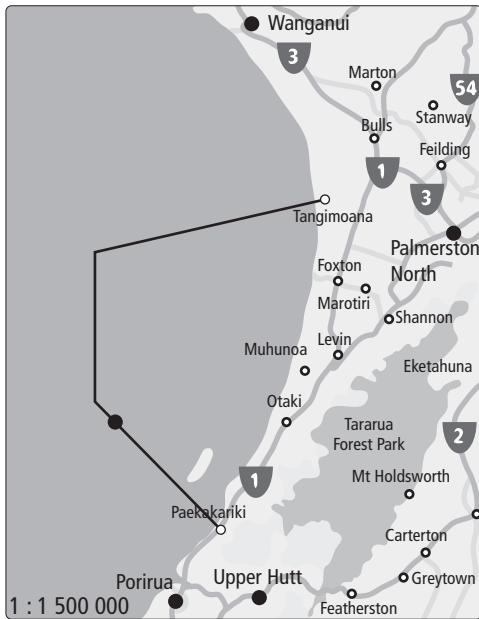 Wanganui
3
Marton
54
Stanway
Bulls
Feilding
1
3
Tangimoana
Palmerston
North
Foxton
Marotiri
Shannon
Levin
Muhunoa
Eketahuna
Otaki
Tararua
Forest Park
2
Mt Holdsworth
1
Paekakariki
Carterton
Porirua
Upper Hutt
Greytown
1 : 1 500 000
Featherston